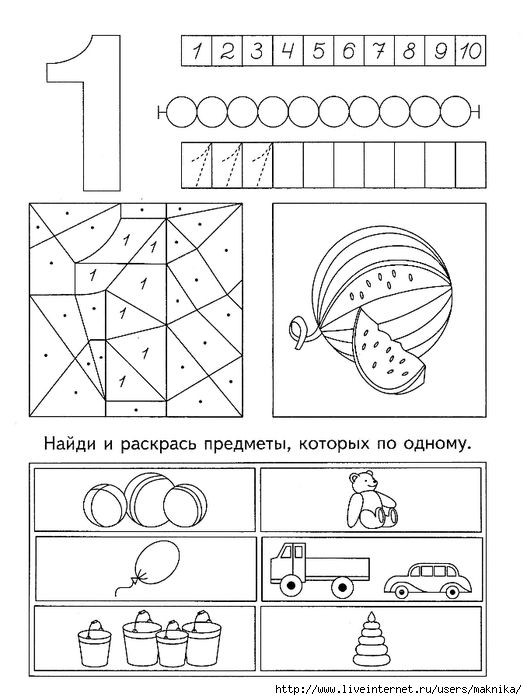 1
1 2 3 4 5 6 7 8 9 10
1 1 1
1 1
1 1
1
1
1
Найди и раскрась предметы, которых по одному.
http://www.liveinternet.ru/users/maknika/